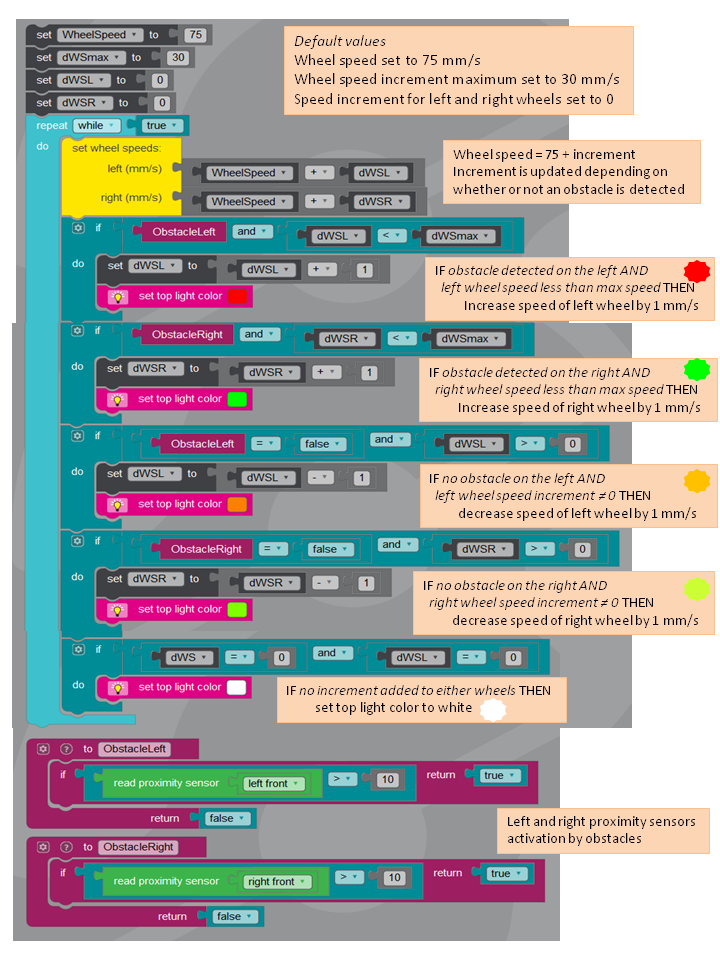 set WheelSpeed to 75
set dWSmax to 30
set dWSL to 0
set dWSR to 0
Default values
Wheel speed set to 75 mm/s
Wheel speed increment maximum set to 30 mm/s
Speed increment for left and right wheels set to 0
repeat while true
do
set wheel speeds:
left (mm/s) WheelSpeed + dWSL
right (mm/s) WheelSpeed + dWSR
Wheel speed = 75 + increment
Increment is updated depending on
whether or not an obstacle is detected
if ObstacleLeft and dWSL < dWSmax
do set dWSL to dWSL + 1
set top light color
IF obstacle detected on the left AND
left wheel speed less than max speed THEN
Increase speed of left wheel by 1 mm/s
if ObstacleRight and dWSR < dWSmax
do set dWSR to dWSR + 1
set top light color
IF obstacle detected on the right AND
right wheel speed less than max speed THEN
Increase speed of right wheel by 1 mm/s
if ObstacleLeft = false and dWSL > 0
do set dWSL to dWSL - 1
set top light color
IF no obstacle on the left AND
left wheel speed increment ≠ 0 THEN
decrease speed of left wheel by 1 mm/s
if ObstacleRight = false and dWSR > 0
do set dWSR to dWSR - 1
set top light color
IF no obstacle on the right AND
right wheel speed increment ≠ 0 THEN
decrease speed of right wheel by 1 mm/s
if dWS = 0 and dWSL = 0
do set top light color
IF no increment added to either wheels THEN
set top light color to white
? to ObstacleLeft
if read proximity sensor left front > 10 return true
return false
Left and right proximity sensors
activation by obstacles
? to ObstacleRight
if read proximity sensor right front > 10 return true
return false